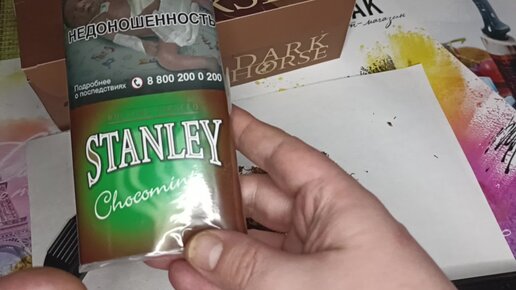 НЕДОНОШЕННОСТЬ
Подробнее
о последствиях
8 800 200 0 200
STANLEY
Chocomint
DARK
HORSE